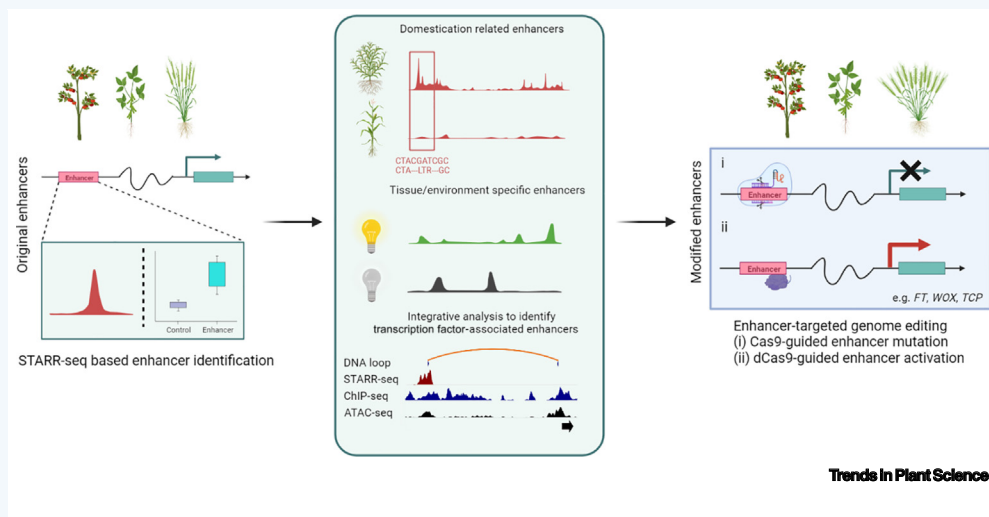 Original enhancers
Enhancer
Control
Enhancer
STARR-seq based enhancer identification
Domestication related enhancers
CTACGATCGC
CTA--LTR--GC
Tissue/environment specific enhancers
Integrative analysis to identify
transcription factor-associated enhancers
DNA loop
STARR-seq
ChIP-seq
ATAC-seq
Modified enhancers
i
Enhancer
ii
Enhancer
e.g. FT, WOX, TCP
Enhancer-targeted genome editing
(i) Cas9-guided enhancer mutation
(ii) dCas9-guided enhancer activation
Trends in Plant Science